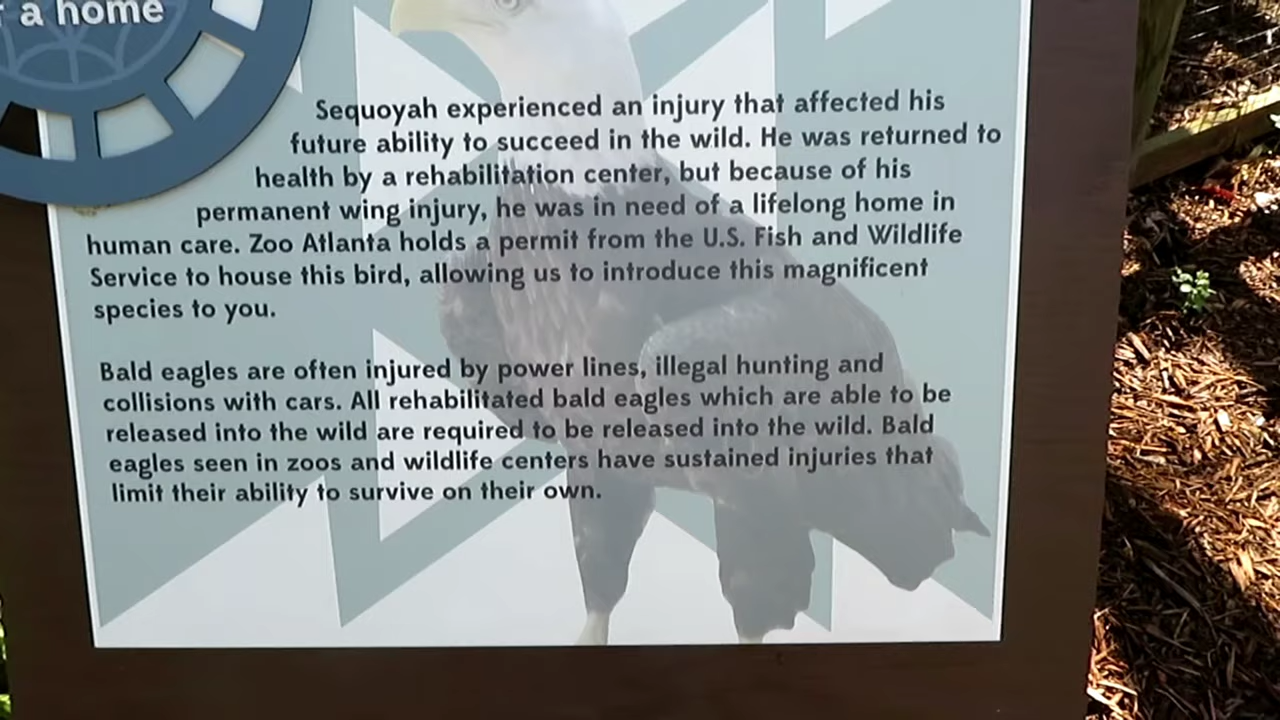 a home
Sequoyah experienced an injury that affected his
future ability to succeed in the wild. He was returned to
health by a rehabilitation center, but because of his
permanent wing injury, he was in need of a lifelong home in
human care. Zoo Atlanta holds a permit from the U.S. Fish and Wildlife
Service to house this bird, allowing us to introduce this magnificent
species to you.
Bald eagles are often injured by power lines, illegal hunting and
collisions with cars. All rehabilitated bald eagles which are able to be
released into the wild are required to be released into the wild. Bald
eagles seen in zoos and wildlife centers have sustained injuries that
limit their ability to survive on their own.